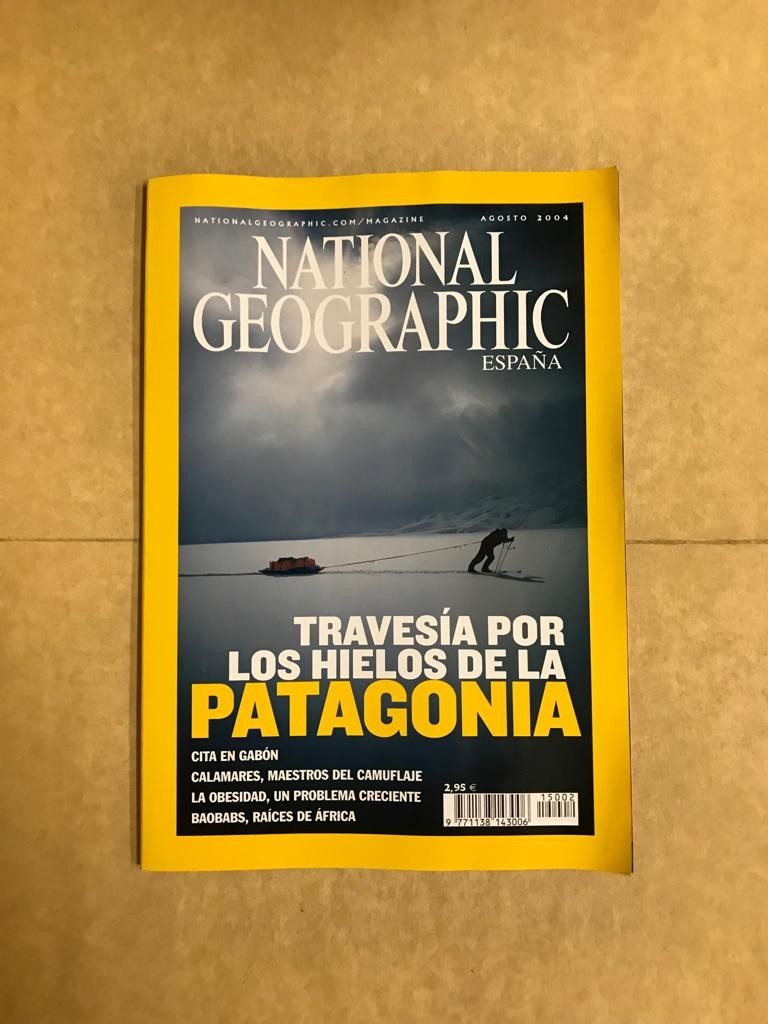 NATIONALGEOGRAPHIC.COM/MAGAZINE AGOSTO 2004
NATIONAL
GEOGRAPHIC
ESPAÑA
TRAVESÍA POR
LOS HIELOS DE LA
PATAGONIA
CITA EN GABÓN
CALAMARES, MAESTROS DEL CAMUFLAJE
LA OBESIDAD, UN PROBLEMA CRECIENTE
BAOBABS, RAÍCES DE ÁFRICA
2,95 €
15002
9 771138 143006